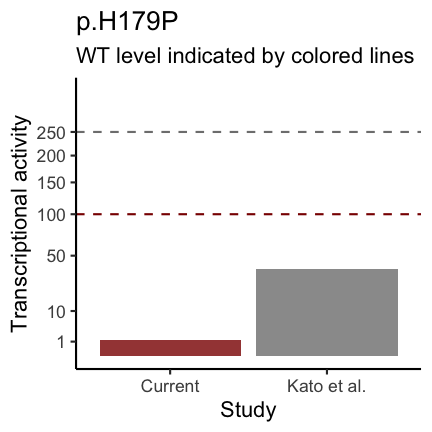 p.H179P
WT level indicated by colored lines
Transcriptional activity
250
200
150
100
50
10
1
Current
Kato et al.
Study